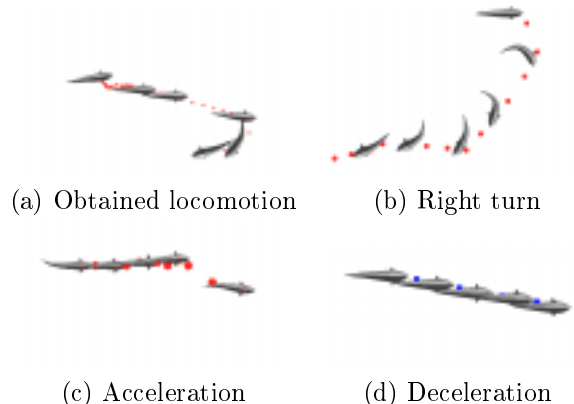 (a) Obtained locomotion
(b) Right turn
(c) Acceleration
(d) Deceleration